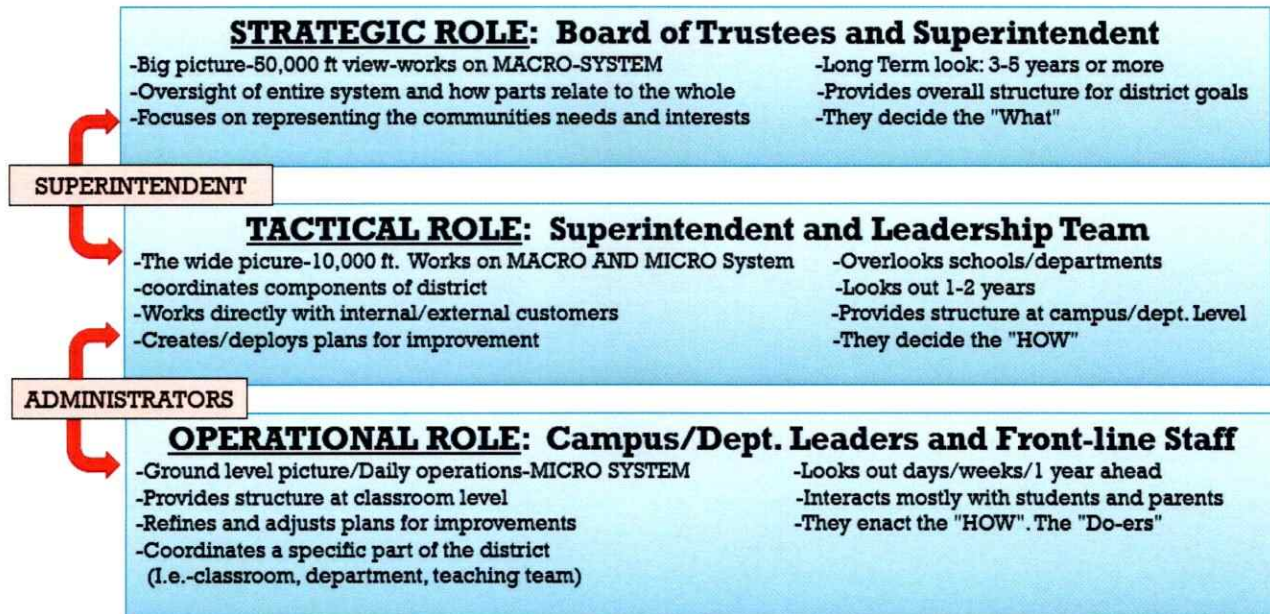 STRATEGIC ROLE: Board of Trustees and Superintendent
-Big picture-50,000 ft view-works on MACRO-SYSTEM
-Oversight of entire system and how parts relate to the whole
-Focuses on representing the communities needs and interests
-Long Term look: 3-5 years or more
-Provides overall structure for district goals
-They decide the "What"
SUPERINTENDENT
TACTICAL ROLE: Superintendent and Leadership Team
-The wide picure-10,000 ft. Works on MACRO AND MICRO System
-coordinates components of district
-Works directly with internal/external customers
-Creates/deploys plans for improvement
-Overlooks schools/departments
-Looks out 1-2 years
-Provides structure at campus/dept. Level
-They decide the "HOW"
ADMINISTRATORS
OPERATIONAL ROLE: Campus/Dept. Leaders and Front-line Staff
-Ground level picture/Daily operations-MICRO SYSTEM
-Provides structure at classroom level
-Refines and adjusts plans for improvements
-Coordinates a specific part of the district
(I.e.-classroom, department, teaching team)
-Looks out days/weeks/1 year ahead
-Interacts mostly with students and parents
-They enact the "HOW". The "Do-ers"